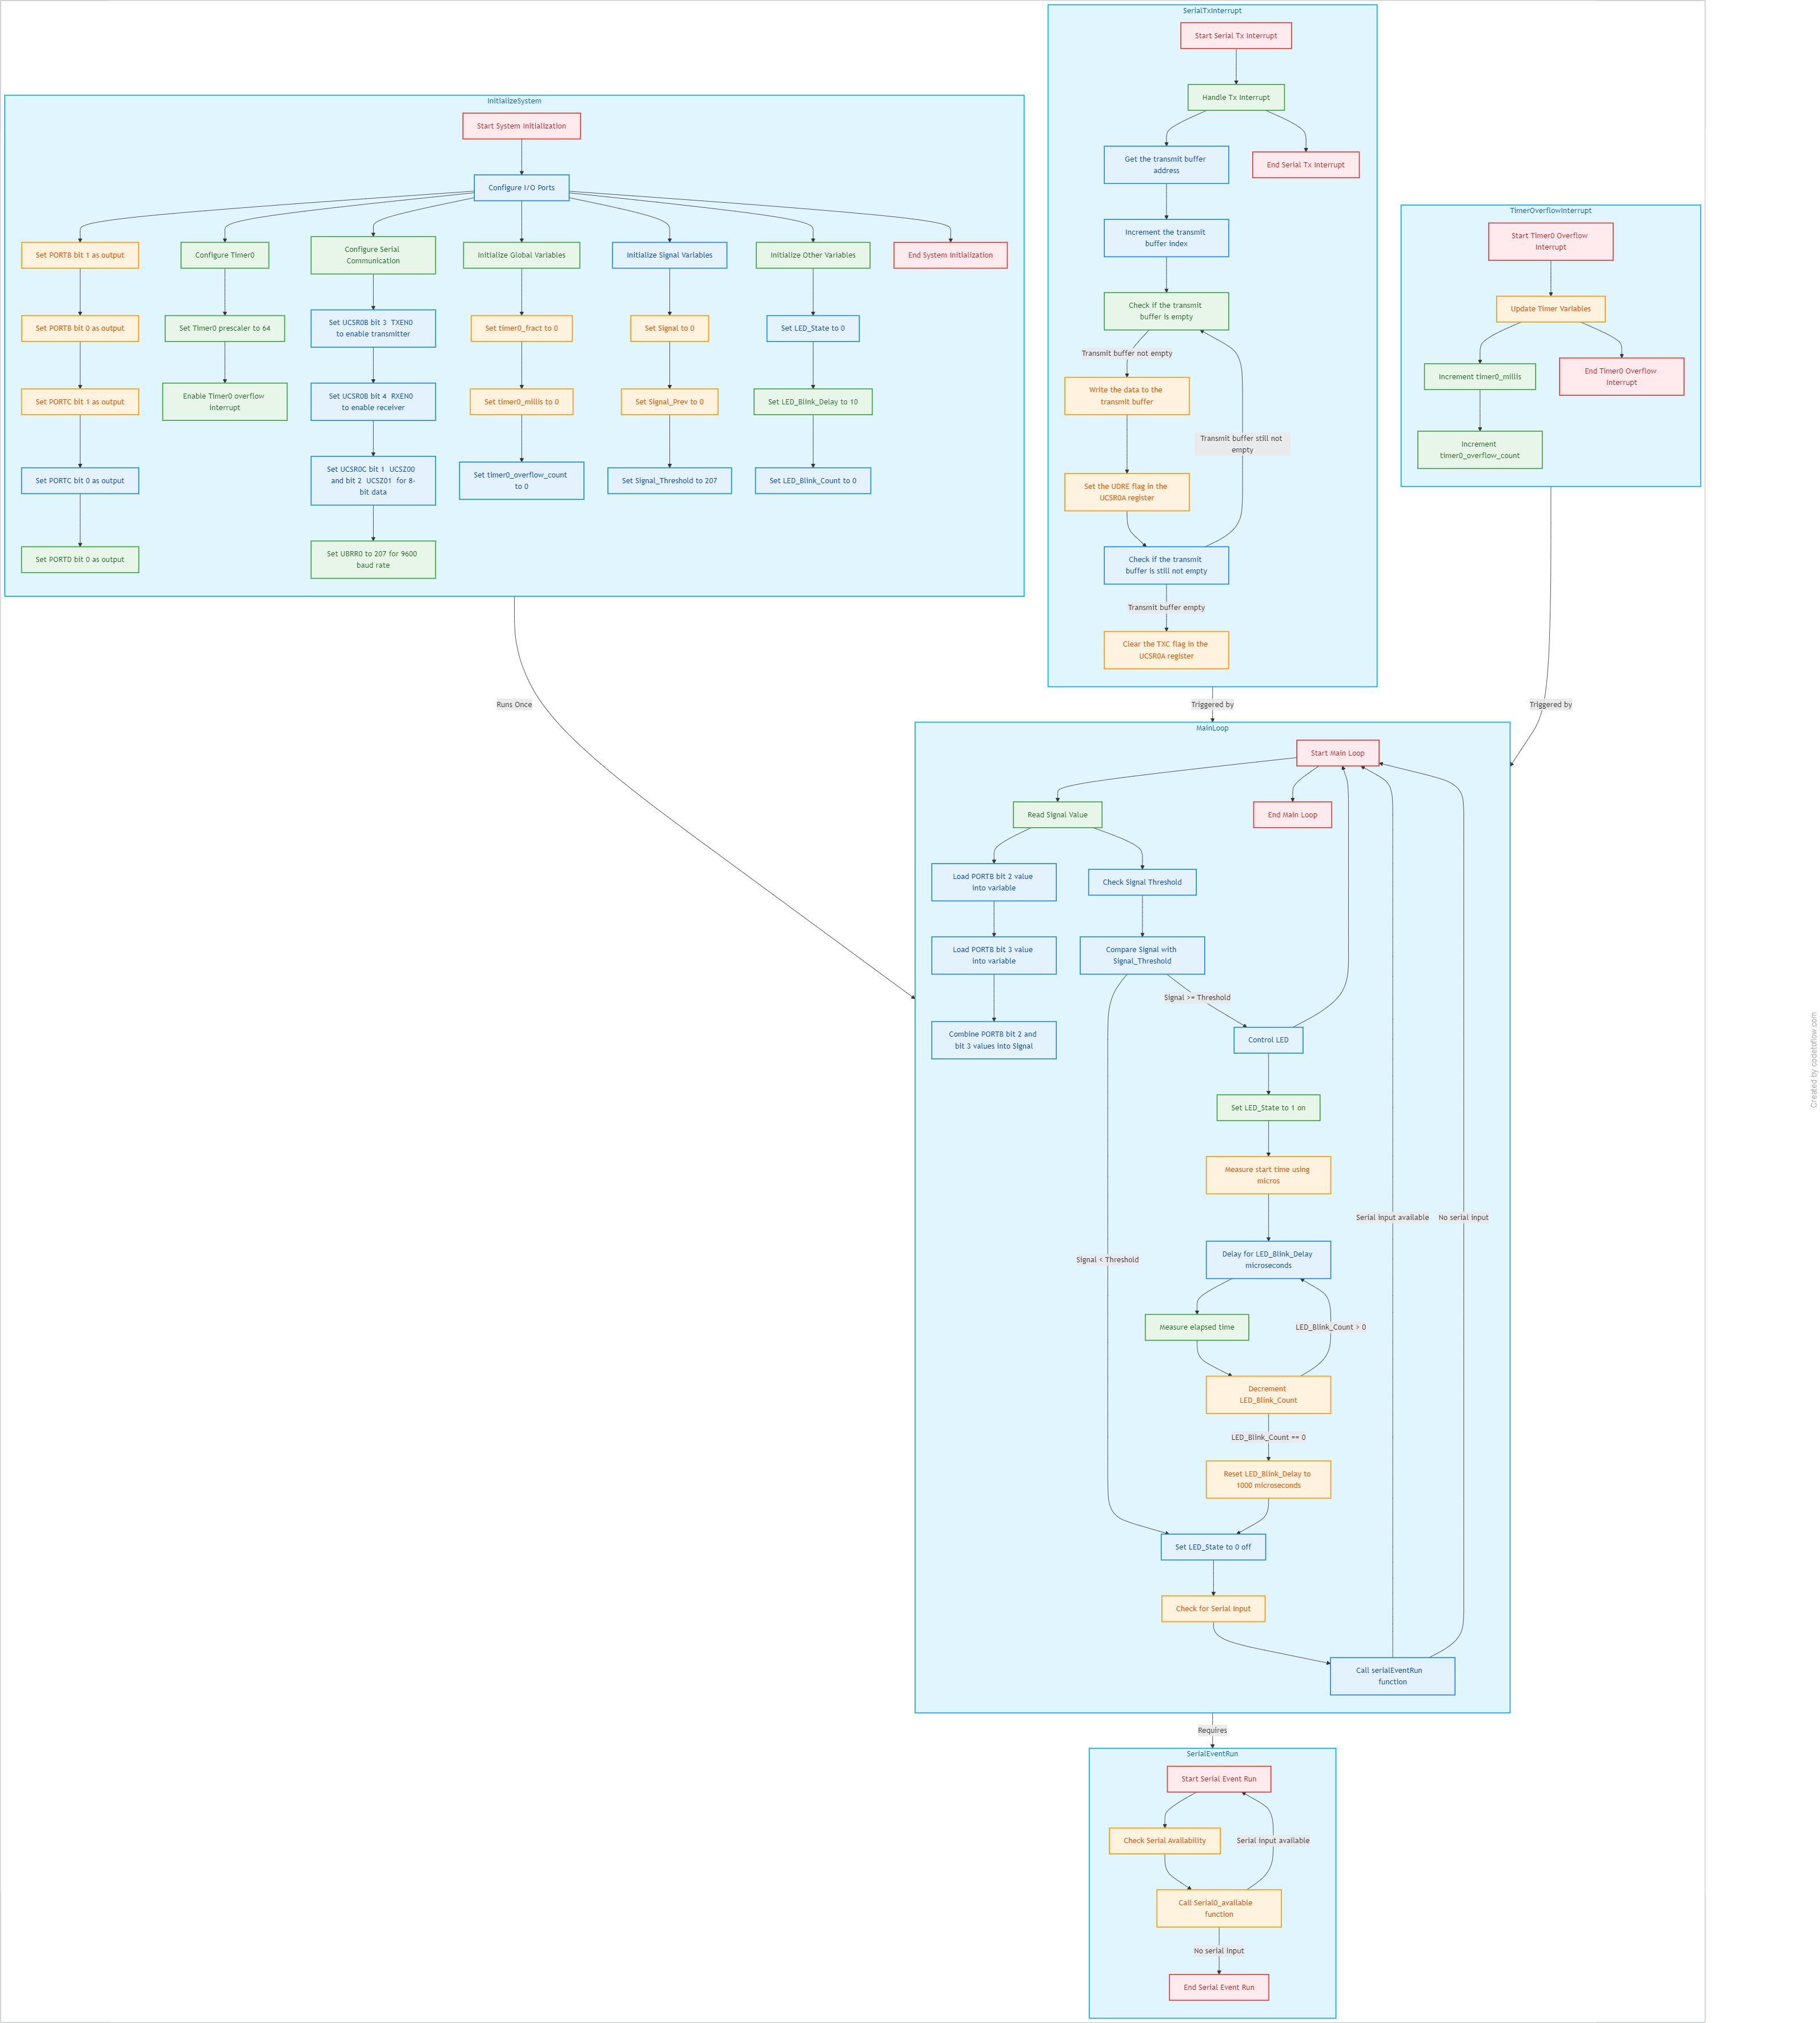 InitializeSystem
Start System Initialization
Configure I/O Ports
Set PORTB bit 1 as output
Configure Timer0
Configure Serial
Communication
Initialize Global Variables
Initialize Signal Variables
Initialize Other Variables
End System Initialization
Set PORTB bit 0 as output
Set Timer0 prescaler to 64
Set UCSR0B bit 3 TXEN0
to enable transmitter
Set timer0_fract to 0
Set Signal to 0
Set LED_State to 0
Set PORTC bit 1 as output
Enable Timer0 overflow
interrupt
Set UCSR0B bit 4 RXEN0
to enable receiver
Set timer0_millis to 0
Set Signal_Prev to 0
Set LED_Blink_Delay to 10
Set PORTC bit 0 as output
Set UCSR0C bit 1 UCSZ00
and bit 2 UCSZ01 for 8-
bit data
Set timer0_overflow_count
to 0
Set Signal_Threshold to 207
Set LED_Blink_Count to 0
Set PORTD bit 0 as output
Set UBRR0 to 207 for 9600
baud rate
Runs Once
SerialTxInterrupt
Start Serial Tx Interrupt
Handle Tx Interrupt
Get the transmit buffer
address
End Serial Tx Interrupt
Increment the transmit
buffer index
Check if the transmit
buffer is empty
Transmit buffer not empty
Write the data to the
transmit buffer
Transmit buffer still not
empty
Set the UDRE flag in the
UCSR0A register
Check if the transmit
buffer is still not empty
Transmit buffer empty
Clear the TXC flag in the
UCSR0A register
Triggered by
TimerOverflowInterrupt
Start Timer0 Overflow
Interrupt
Update Timer Variables
Increment timer0_millis
End Timer0 Overflow
Interrupt
Increment
timer0_overflow_count
Triggered by
MainLoop
Start Main Loop
Read Signal Value
End Main Loop
Load PORTB bit 2 value
into variable
Check Signal Threshold
Load PORTB bit 3 value
into variable
Compare Signal with
Signal_Threshold
Signal >= Threshold
Combine PORTB bit 2 and
bit 3 values into Signal
Control LED
Set LED_State to 1 on
Measure start time using
micros
Serial input available
No serial input
Signal < Threshold
Delay for LED_Blink_Delay
microseconds
Measure elapsed time
LED_Blink_Count > 0
Decrement
LED_Blink_Count
LED_Blink_Count == 0
Reset LED_Blink_Delay to
1000 microseconds
Set LED_State to 0 off
Check for Serial Input
Call serialEventRun
function
Requires
SerialEventRun
Start Serial Event Run
Check Serial Availability
Serial input available
Call Serial0_available
function
No serial input
End Serial Event Run
Created by codetoflow.com